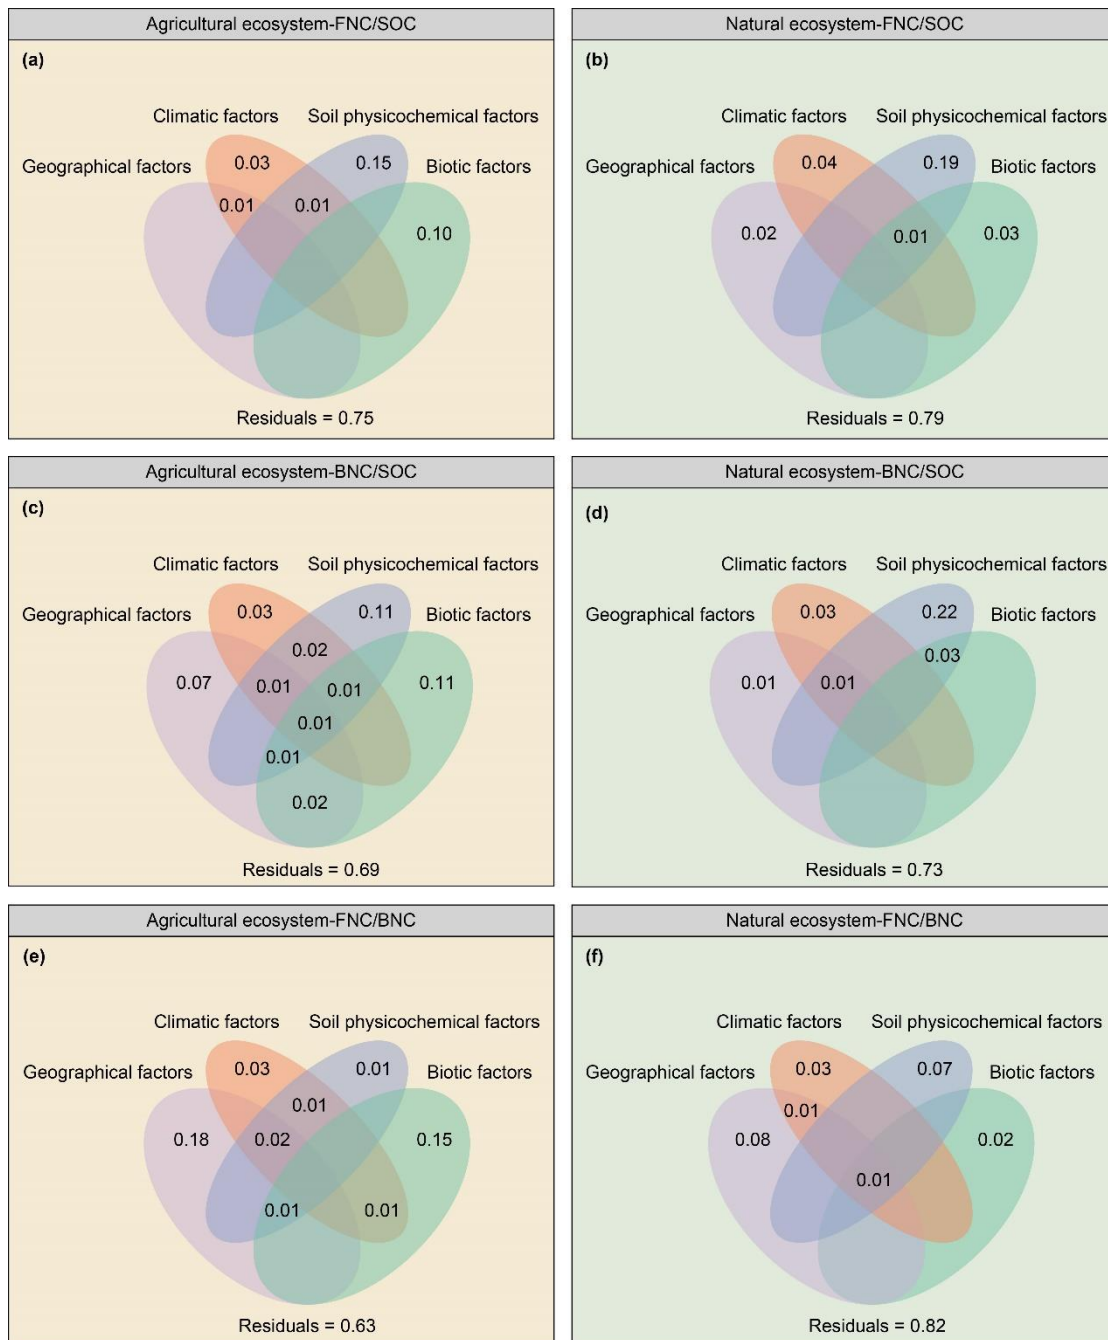 Agricultural ecosystem-FNC/SOC
(a)
Climatic factors Soil physicochemical factors
Geographical factors 0.03 0.15 Biotic factors
0.01 0.01
0.10
Residuals = 0.75
Natural ecosystem-FNC/SOC
(b)
Climatic factors Soil physicochemical factors
Geographical factors 0.04 0.19 Biotic factors
0.02 0.01 0.03
Residuals = 0.79
Agricultural ecosystem-BNC/SOC
(c)
Climatic factors Soil physicochemical factors
Geographical factors 0.03 0.11 Biotic factors
0.02
0.07 0.01 0.01 0.11
0.01
0.01
0.02
Residuals = 0.69
Natural ecosystem-BNC/SOC
(d)
Climatic factors Soil physicochemical factors
Geographical factors 0.03 0.22 Biotic factors
0.03
0.01 0.01
Residuals = 0.73
Agricultural ecosystem-FNC/BNC
(e)
Climatic factors Soil physicochemical factors
Geographical factors 0.03 0.01 Biotic factors
0.01
0.18 0.02 0.15
0.01 0.01
Residuals = 0.63
Natural ecosystem-FNC/BNC
(f)
Climatic factors Soil physicochemical factors
Geographical factors 0.03 0.07 Biotic factors
0.01
0.08 0.02
0.01
Residuals = 0.82